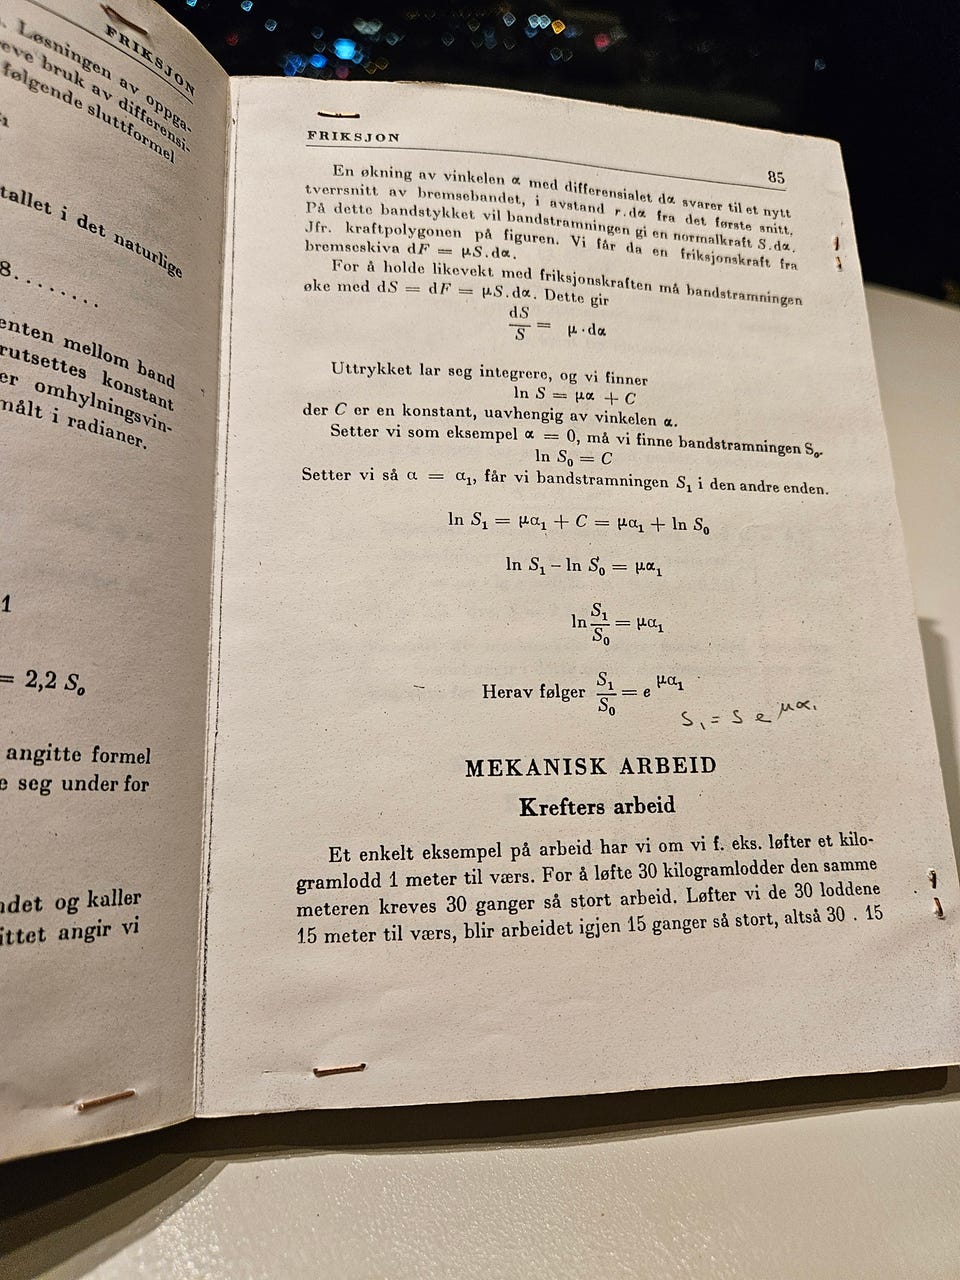 FRIKSJON
. Løsningen av oppga-
eve bruk av differensi-
følgende sluttformel
tallet i det naturlige
8........
enten mellom band
rutsettes konstant
er omhylningsvin-
målt i radianer.
1
= 2,2 S₀
angitte formel
e seg under for
ndet og kaller
ittet angir vi
FRIKSJON
85
En økning av vinkelen α med differensialet dα svarer til et nytt
tverrsnitt av bremsebandet, i avstand r.dα fra det første snitt.
På dette bandstykket vil bandstramningen gi en normalkraft S.dα.
Jfr. kraftpolygonen på figuren. Vi får da en friksjonskraft fra
bremseskiva dF = μS.dα.
For å holde likevekt med friksjonskraften må bandstramningen
øke med dS = dF = μS.dα. Dette gir
dS/S = μ·dα
Uttrykket lar seg integrere, og vi finner
ln S = μα + C
der C er en konstant, uavhengig av vinkelen α.
Setter vi som eksempel α = 0, må vi finne bandstramningen S₀.
ln S₀ = C
Setter vi så α = α₁, får vi bandstramningen S₁ i den andre enden.
ln S₁ = μα₁ + C = μα₁ + ln S₀
ln S₁ – ln S₀ = μα₁
ln S₁/S₀ = μα₁
Herav følger S₁/S₀ = e^μα₁
S₁ = S e^μα₁
MEKANISK ARBEID
Krefters arbeid
Et enkelt eksempel på arbeid har vi om vi f. eks. løfter et kilo-
gramlodd 1 meter til værs. For å løfte 30 kilogramlodder den samme
meteren kreves 30 ganger så stort arbeid. Løfter vi de 30 loddene
15 meter til værs, blir arbeidet igjen 15 ganger så stort, altså 30 . 15